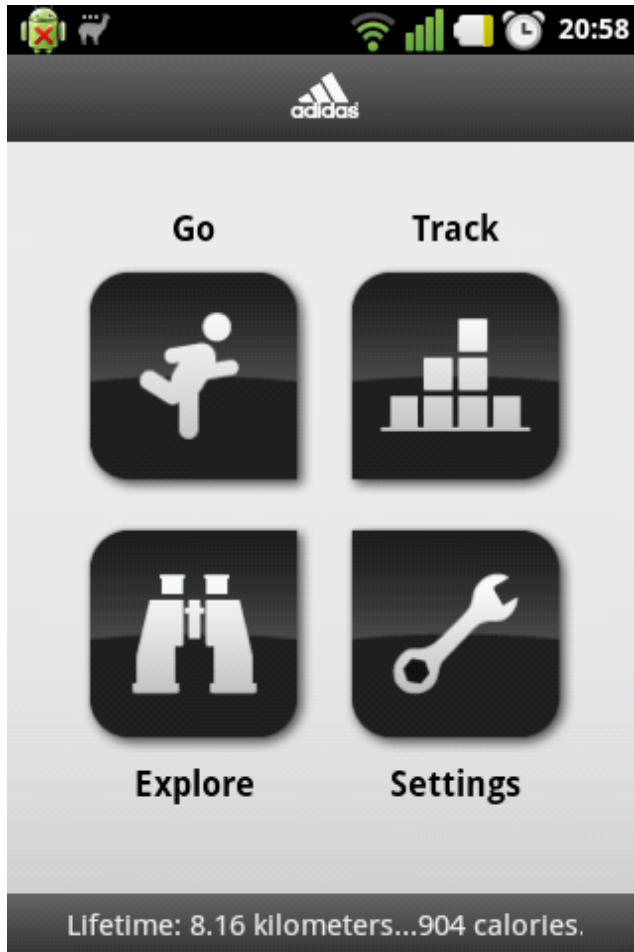 20:58
adidas
Go Track
Explore Settings
Lifetime: 8.16 kilometers...904 calories.